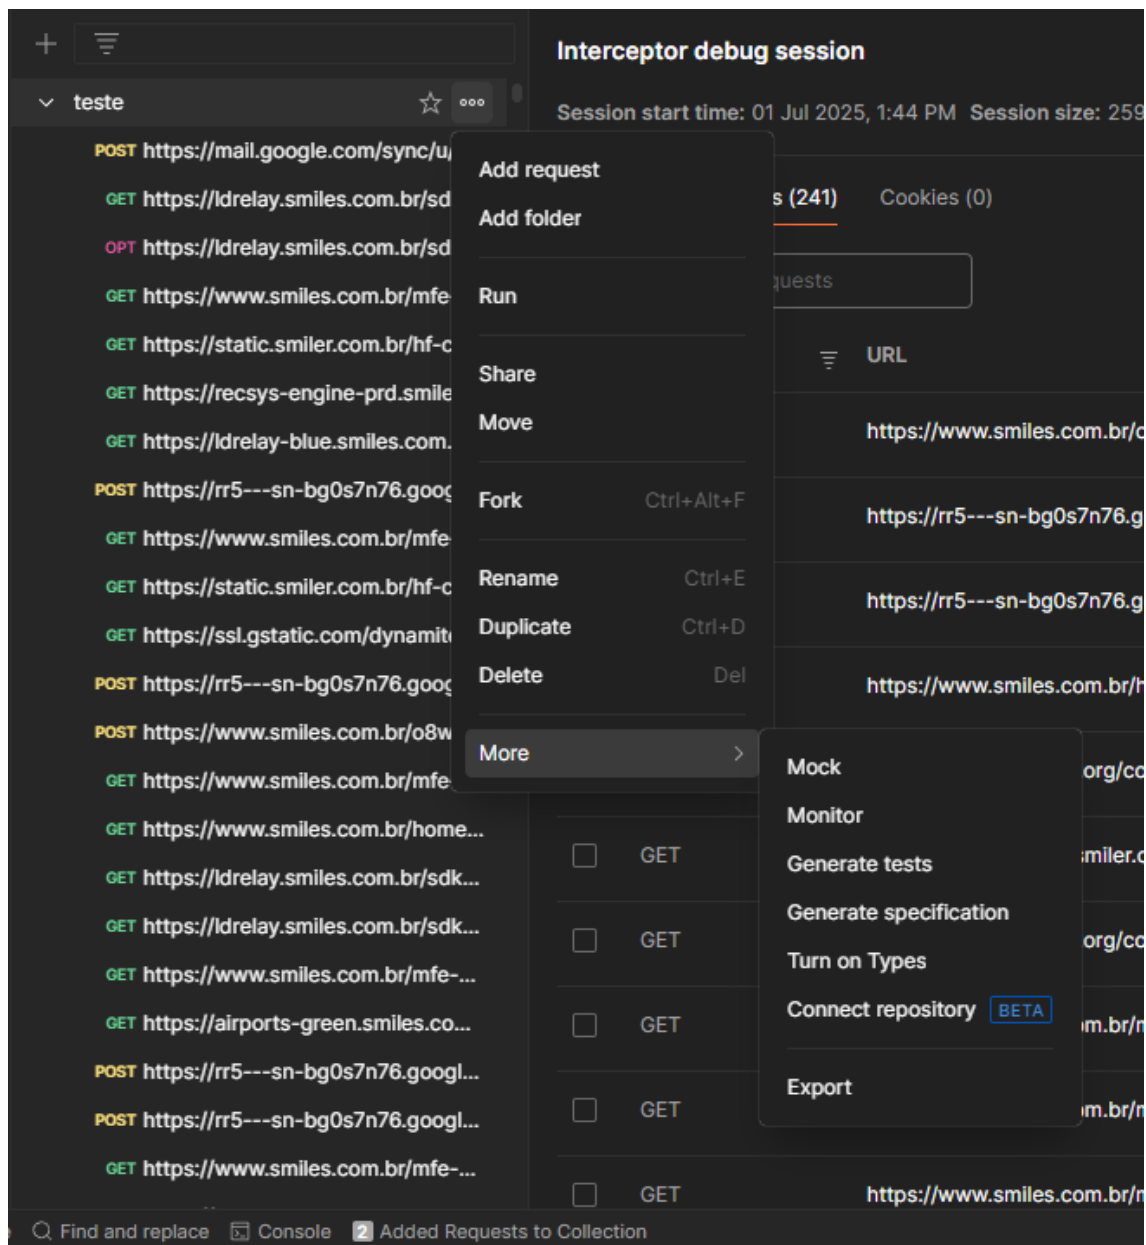 teste
POST https://mail.google.com/sync/u/
GET https://ldrelay.smiles.com.br/sd
OPT https://ldrelay.smiles.com.br/sd
GET https://www.smiles.com.br/mfe-
GET https://static.smiler.com.br/hf-c
GET https://recsys-engine-prd.smile
GET https://ldrelay-blue.smiles.com.
POST https://rr5---sn-bg0s7n76.goog
GET https://www.smiles.com.br/mfe-
GET https://static.smiler.com.br/hf-c
GET https://ssl.gstatic.com/dynamite
POST https://rr5---sn-bg0s7n76.goog
POST https://www.smiles.com.br/o8w
GET https://www.smiles.com.br/mfe-
GET https://www.smiles.com.br/home...
GET https://ldrelay.smiles.com.br/sdk...
GET https://ldrelay.smiles.com.br/sdk...
GET https://www.smiles.com.br/mfe-...
GET https://airports-green.smiles.co...
POST https://rr5---sn-bg0s7n76.googl...
POST https://rr5---sn-bg0s7n76.googl...
GET https://www.smiles.com.br/mfe-...
Add request
Add folder
Run
Share
Move
Fork Ctrl+Alt+F
Rename Ctrl+E
Duplicate Ctrl+D
Delete Del
More
Mock
Monitor
Generate tests
Generate specification
Turn on Types
Connect repository BETA
Export
Interceptor debug session
Session start time: 01 Jul 2025, 1:44 PM Session size: 259
s (241) Cookies (0)
quests
URL
https://www.smiles.com.br/c
https://rr5---sn-bg0s7n76.g
https://rr5---sn-bg0s7n76.g
https://www.smiles.com.br/h
org/cc
GET smiler.c
GET org/cc
GET m.br/m
GET m.br/m
GET https://www.smiles.com.br/m
Find and replace Console 2 Added Requests to Collection